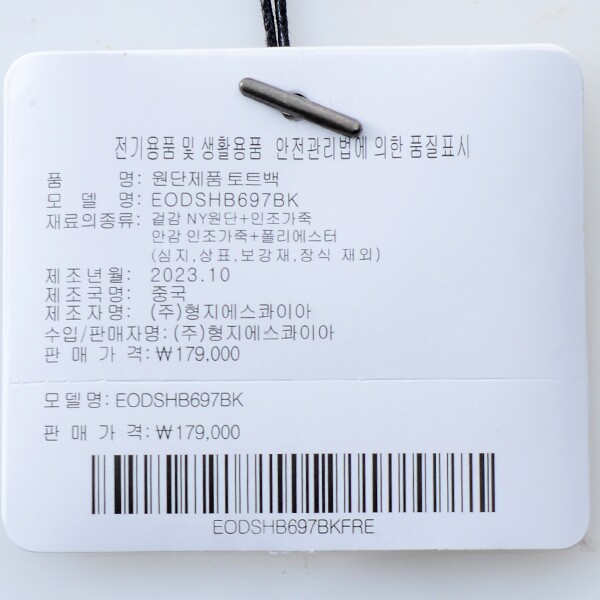 전기용품 및 생활용품 안전관리법에 의한 품질표시
품 명: 원단제품 토트백
모 델 명: EODSHB697BK
재료의종류: 겉감 NY원단+인조가죽
안감 인조가죽+폴리에스터
(심지,상표,보강재,장식 재외)
제조년월: 2023.10
제조국명: 중국
제조자명: (주)형지에스콰이아
수입/판매자명: (주)형지에스콰이아
판 매 가 격: ₩179,000
모델명: EODSHB697BK
판 매 가 격: ₩179,000
EODSHB697BKFRE